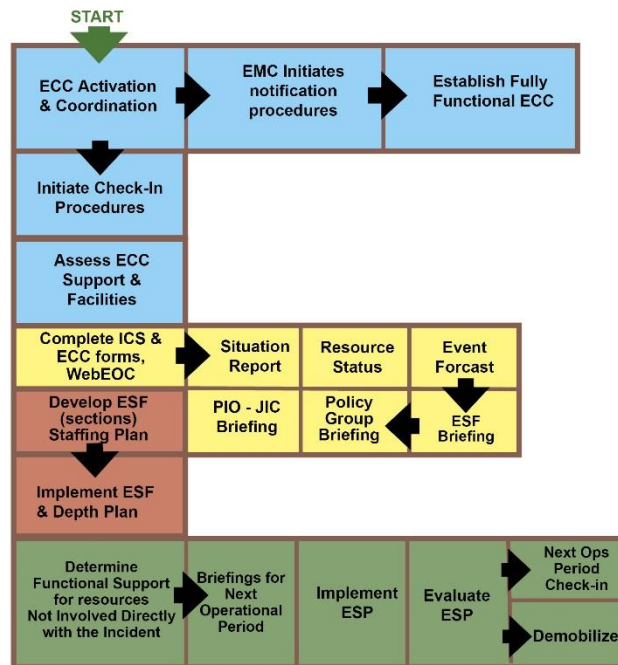 START
ECC Activation
& Coordination
EMC Initiates
notification
procedures
Establish Fully
Functional ECC
Initiate Check-In
Procedures
Assess ECC
Support &
Facilities
Complete ICS &
ECC forms,
WebEOC
Situation
Report
Resource
Status
Event
Forcast
Develop ESF
(sections)
Staffing Plan
PIO - JIC
Briefing
Policy
Group
Briefing
ESF
Briefing
Implement ESF
& Depth Plan
Determine
Functional Support
for resources
Not Involved Directly
with the Incident
Briefings for
Next
Operational
Period
Implement
ESP
Evaluate
ESP
Next Ops
Period
Check-in
Demobilize